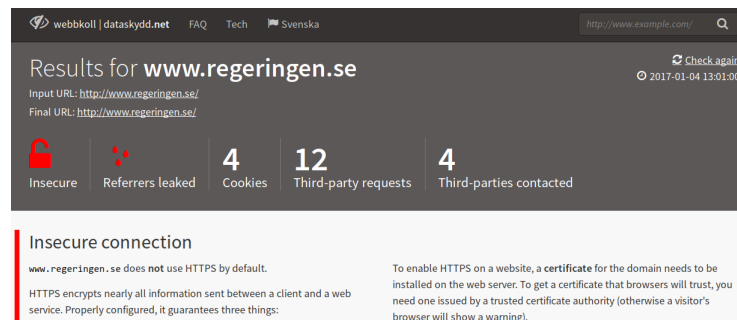 webbkoll | dataskydd.net FAQ Tech Svenska http://www.example.com/
Results for www.regeringen.se
Check again
Input URL: http://www.regeringen.se/
2017-01-04 13:01:00
Final URL: http://www.regeringen.se/
4 12 4
Insecure Referrers leaked Cookies Third-party requests Third-parties contacted
Insecure connection
www.regeringen.se does not use HTTPS by default.
HTTPS encrypts nearly all information sent between a client and a web
service. Properly configured, it guarantees three things:
To enable HTTPS on a website, a certificate for the domain needs to be
installed on the web server. To get a certificate that browsers will trust, you
need one issued by a trusted certificate authority (otherwise a visitor's
browser will show a warning).